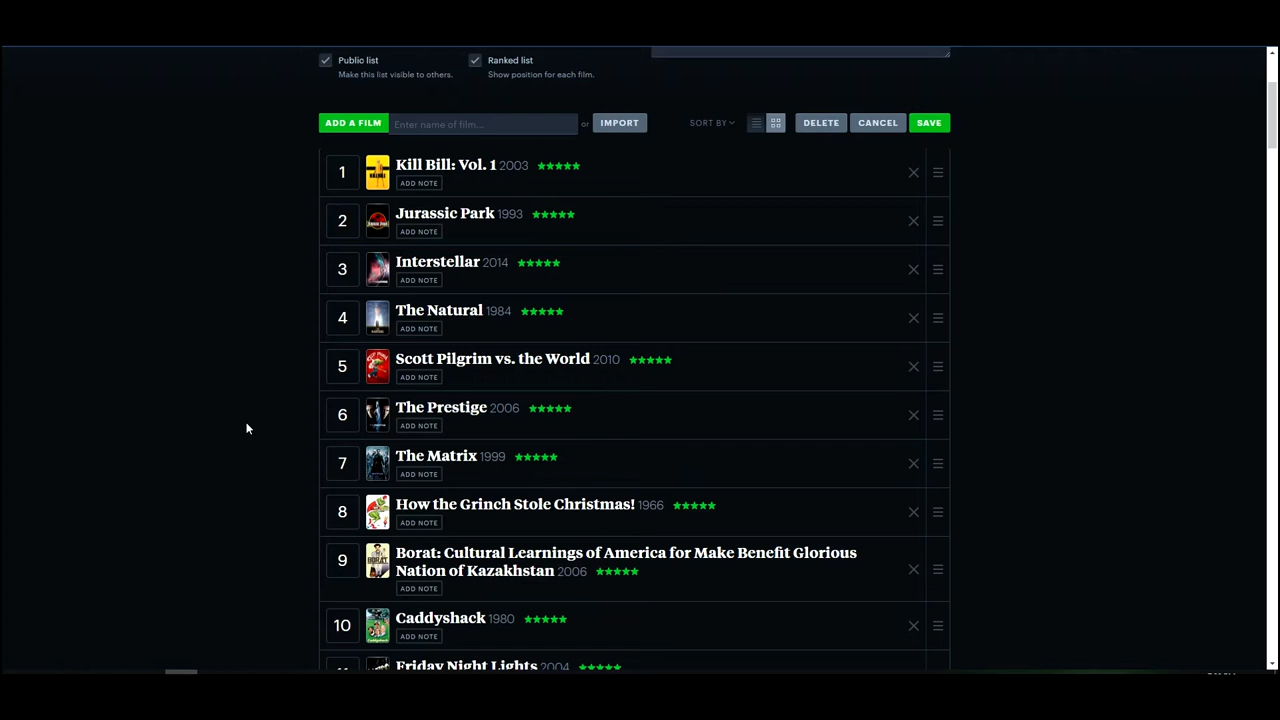 Public list
Ranked list
Make this list visible to others.
Show position for each film.
ADD A FILM
Enter name of film...
or
IMPORT
SORT BY
DELETE
CANCEL
SAVE
1
Kill Bill: Vol. 1 2003 ★★★★★
ADD NOTE
2
Jurassic Park 1993 ★★★★★
ADD NOTE
3
Interstellar 2014 ★★★★★
ADD NOTE
4
The Natural 1984 ★★★★★
ADD NOTE
5
Scott Pilgrim vs. the World 2010 ★★★★★
ADD NOTE
6
The Prestige 2006 ★★★★★
ADD NOTE
7
The Matrix 1999 ★★★★★
ADD NOTE
8
How the Grinch Stole Christmas! 1966 ★★★★★
ADD NOTE
9
Borat: Cultural Learnings of America for Make Benefit Glorious
Nation of Kazakhstan 2006 ★★★★★
ADD NOTE
10
Caddyshack 1980 ★★★★★
ADD NOTE
11
Friday Night Lights 2004 ★★★★★